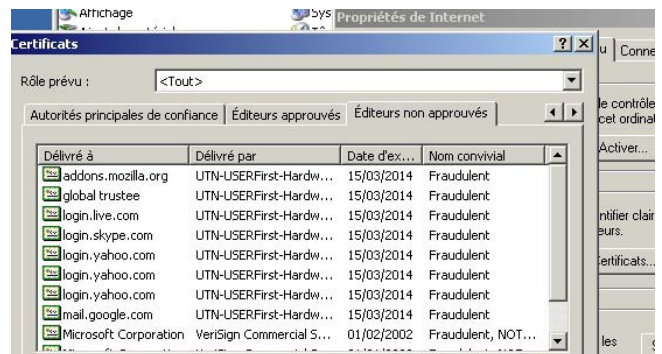 Affichage
Sys
Propriétés de Internet
Certificats
u Conne
Rôle prévu : <Tout>
Autorités principales de confiance Éditeurs approuvés Éditeurs non approuvés
le contrôle
cet ordinat
Activer...
Délivré à Délivré par Date d'ex... Nom convivial
addons.mozilla.org UTN-USERFirst-Hardw... 15/03/2014 Fraudulent
global trustee UTN-USERFirst-Hardw... 15/03/2014 Fraudulent
login.live.com UTN-USERFirst-Hardw... 15/03/2014 Fraudulent
login.skype.com UTN-USERFirst-Hardw... 15/03/2014 Fraudulent
login.yahoo.com UTN-USERFirst-Hardw... 15/03/2014 Fraudulent
login.yahoo.com UTN-USERFirst-Hardw... 15/03/2014 Fraudulent
login.yahoo.com UTN-USERFirst-Hardw... 15/03/2014 Fraudulent
mail.google.com UTN-USERFirst-Hardw... 15/03/2014 Fraudulent
Microsoft Corporation VeriSign Commercial S... 01/02/2002 Fraudulent, NOT...
ntifier clair
eurs.
ertificats...
les